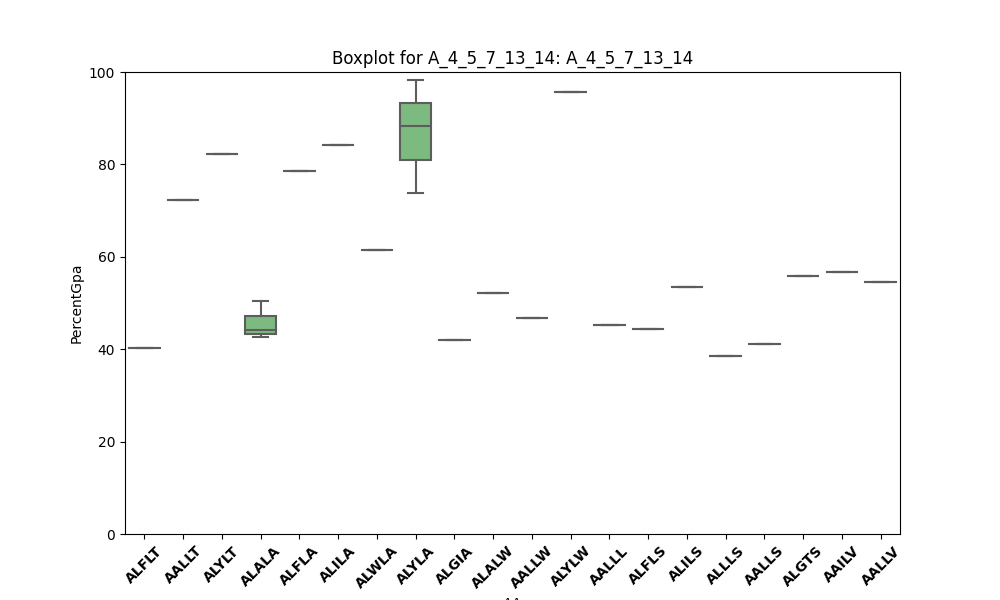 Boxplot for A_4_5_7_13_14: A_4_5_7_13_14
100
80
60
40
20
0
PercentGpa
ALFLT
AALLT
ALYLT
ALALA
ALFLA
ALILA
ALWLA
ALYLA
ALGIA
ALALW
AALLW
ALYLW
AALLL
ALFLS
ALILS
ALLLS
AALLS
ALGTS
AAILV
AALLV